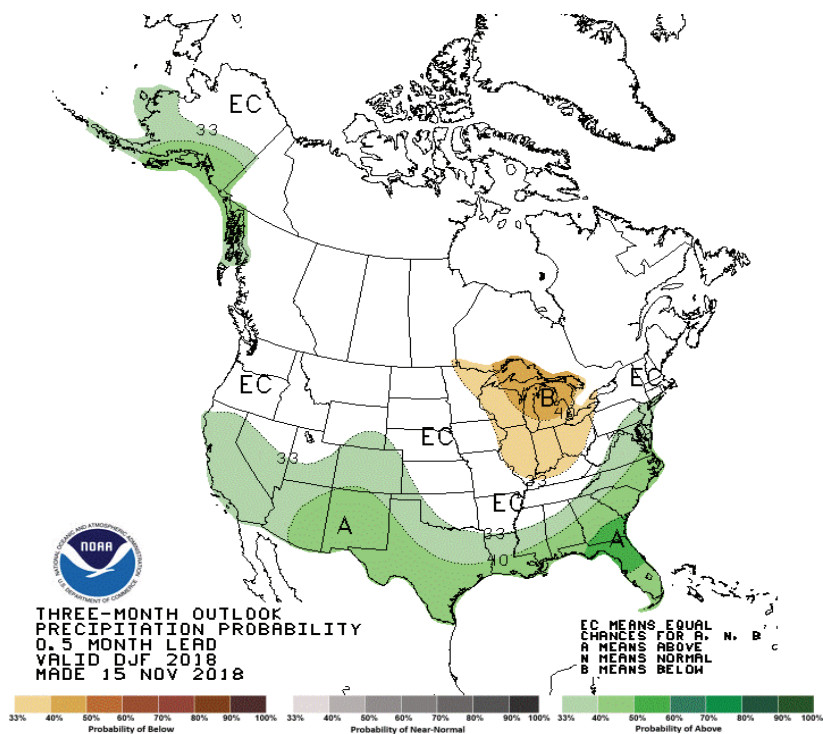 EC
33
A
EC
EC
B
4
EC
33
33
EC
A
33
A
40
NOAA
NATIONAL OCEANIC AND ATMOSPHERIC ADMINISTRATION
U.S. DEPARTMENT OF COMMERCE
THREE-MONTH OUTLOOK
PRECIPITATION PROBABILITY
0.5 MONTH LEAD
VALID DJF 2018
MADE 15 NOV 2018
EC MEANS EQUAL
CHANCES FOR A, N, B
A MEANS ABOVE
N MEANS NORMAL
B MEANS BELOW
C
33% 40% 50% 60% 70% 80% 90% 100%
Probability of Below
33% 40% 50% 60% 70% 80% 90% 100%
Probability of Near-Normal
33% 40% 50% 60% 70% 80% 90% 100%
Probability of Above